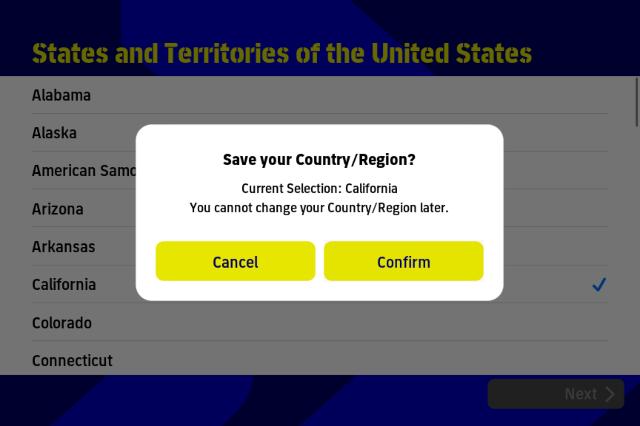 States and Territories of the United States
Alabama
Alaska
American Samo
Arizona
Arkansas
California
Colorado
Connecticut
Save your Country/Region?
Current Selection: California
You cannot change your Country/Region later.
Cancel
Confirm
Next